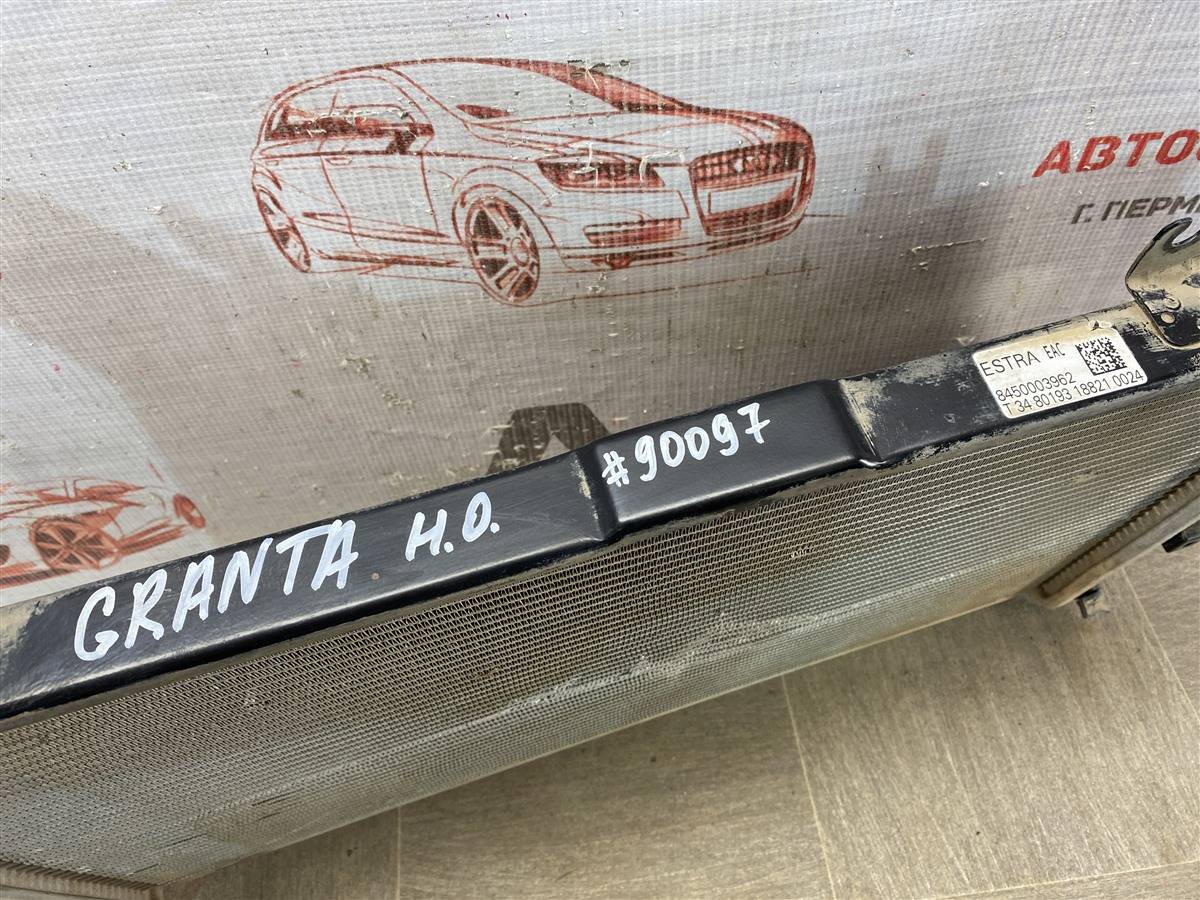 АВТО
Г. ПЕРМ
ESTRA EAC
8450003962
T 34 80193 18821 0024
#90097
GRANTA Н.О.